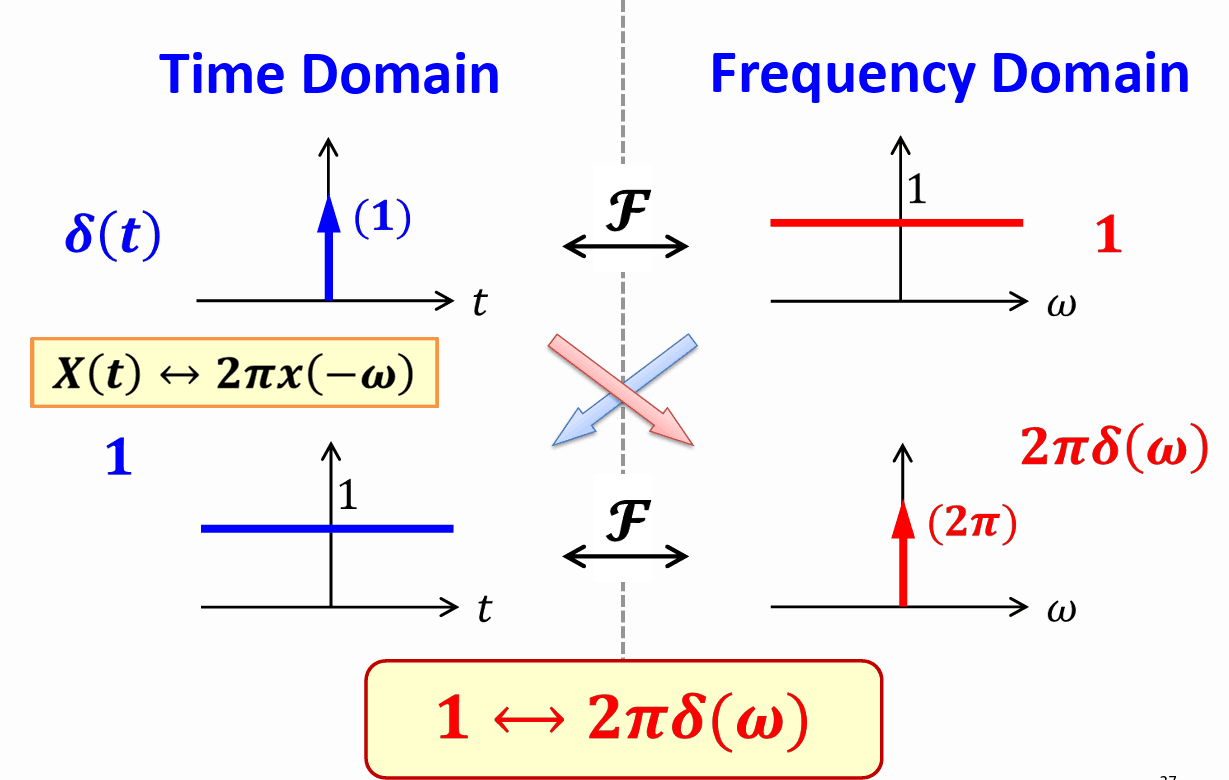 Time Domain
Frequency Domain
δ(t)
(1)
t
ℱ
1
1
ω
X(t) ↔ 2πx(−ω)
1
1
t
ℱ
2πδ(ω)
(2π)
ω
1 ⟷ 2πδ(ω)